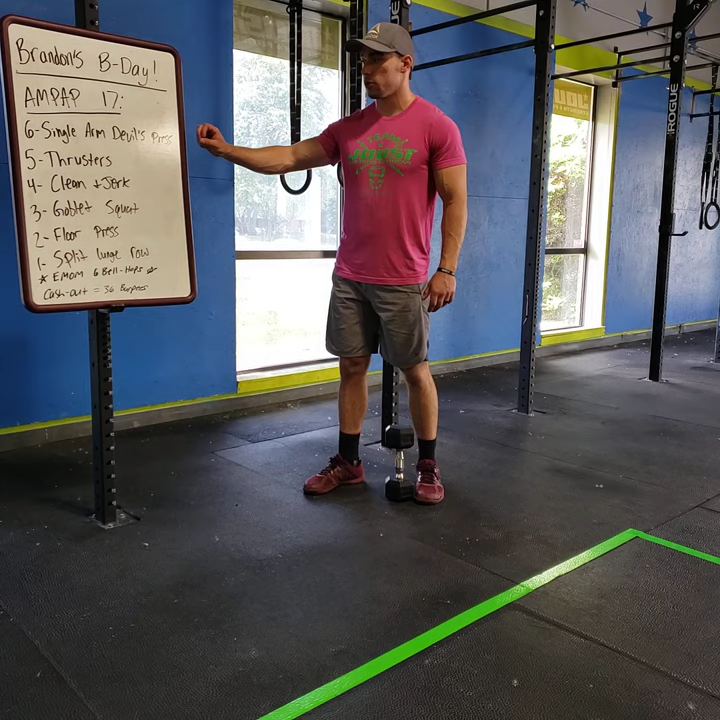 Brandon's B-Day!
AMPAP 17:
6-Single Arm Devil's Press
5-Thrusters
4- Clean + Jerk
3- Goblet Squat
2- Floor Press
1- Split lunge row
* EMOM 6 Bell-Hops
Cash-out = 36 Burpees
ROGUE